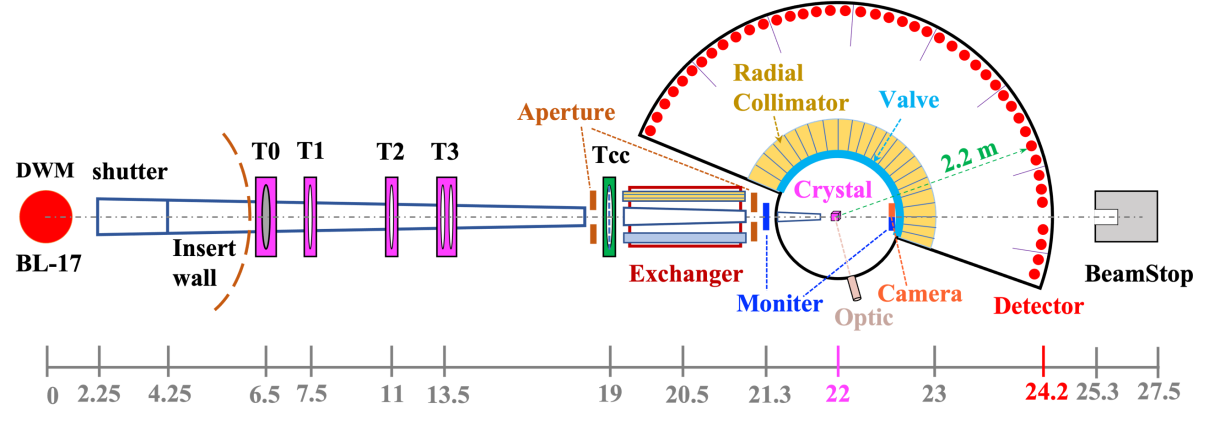 Radial
Collimator
Valve
Aperture
DWM
shutter
T0
T1
T2
T3
Tcc
2.2 m
Crystal
Insert
wall
BL-17
Exchanger
Moniter
Optic
Camera
Detector
BeamStop
0
2.25
4.25
6.5
7.5
11
13.5
19
20.5
21.3
22
23
24.2
25.3
27.5